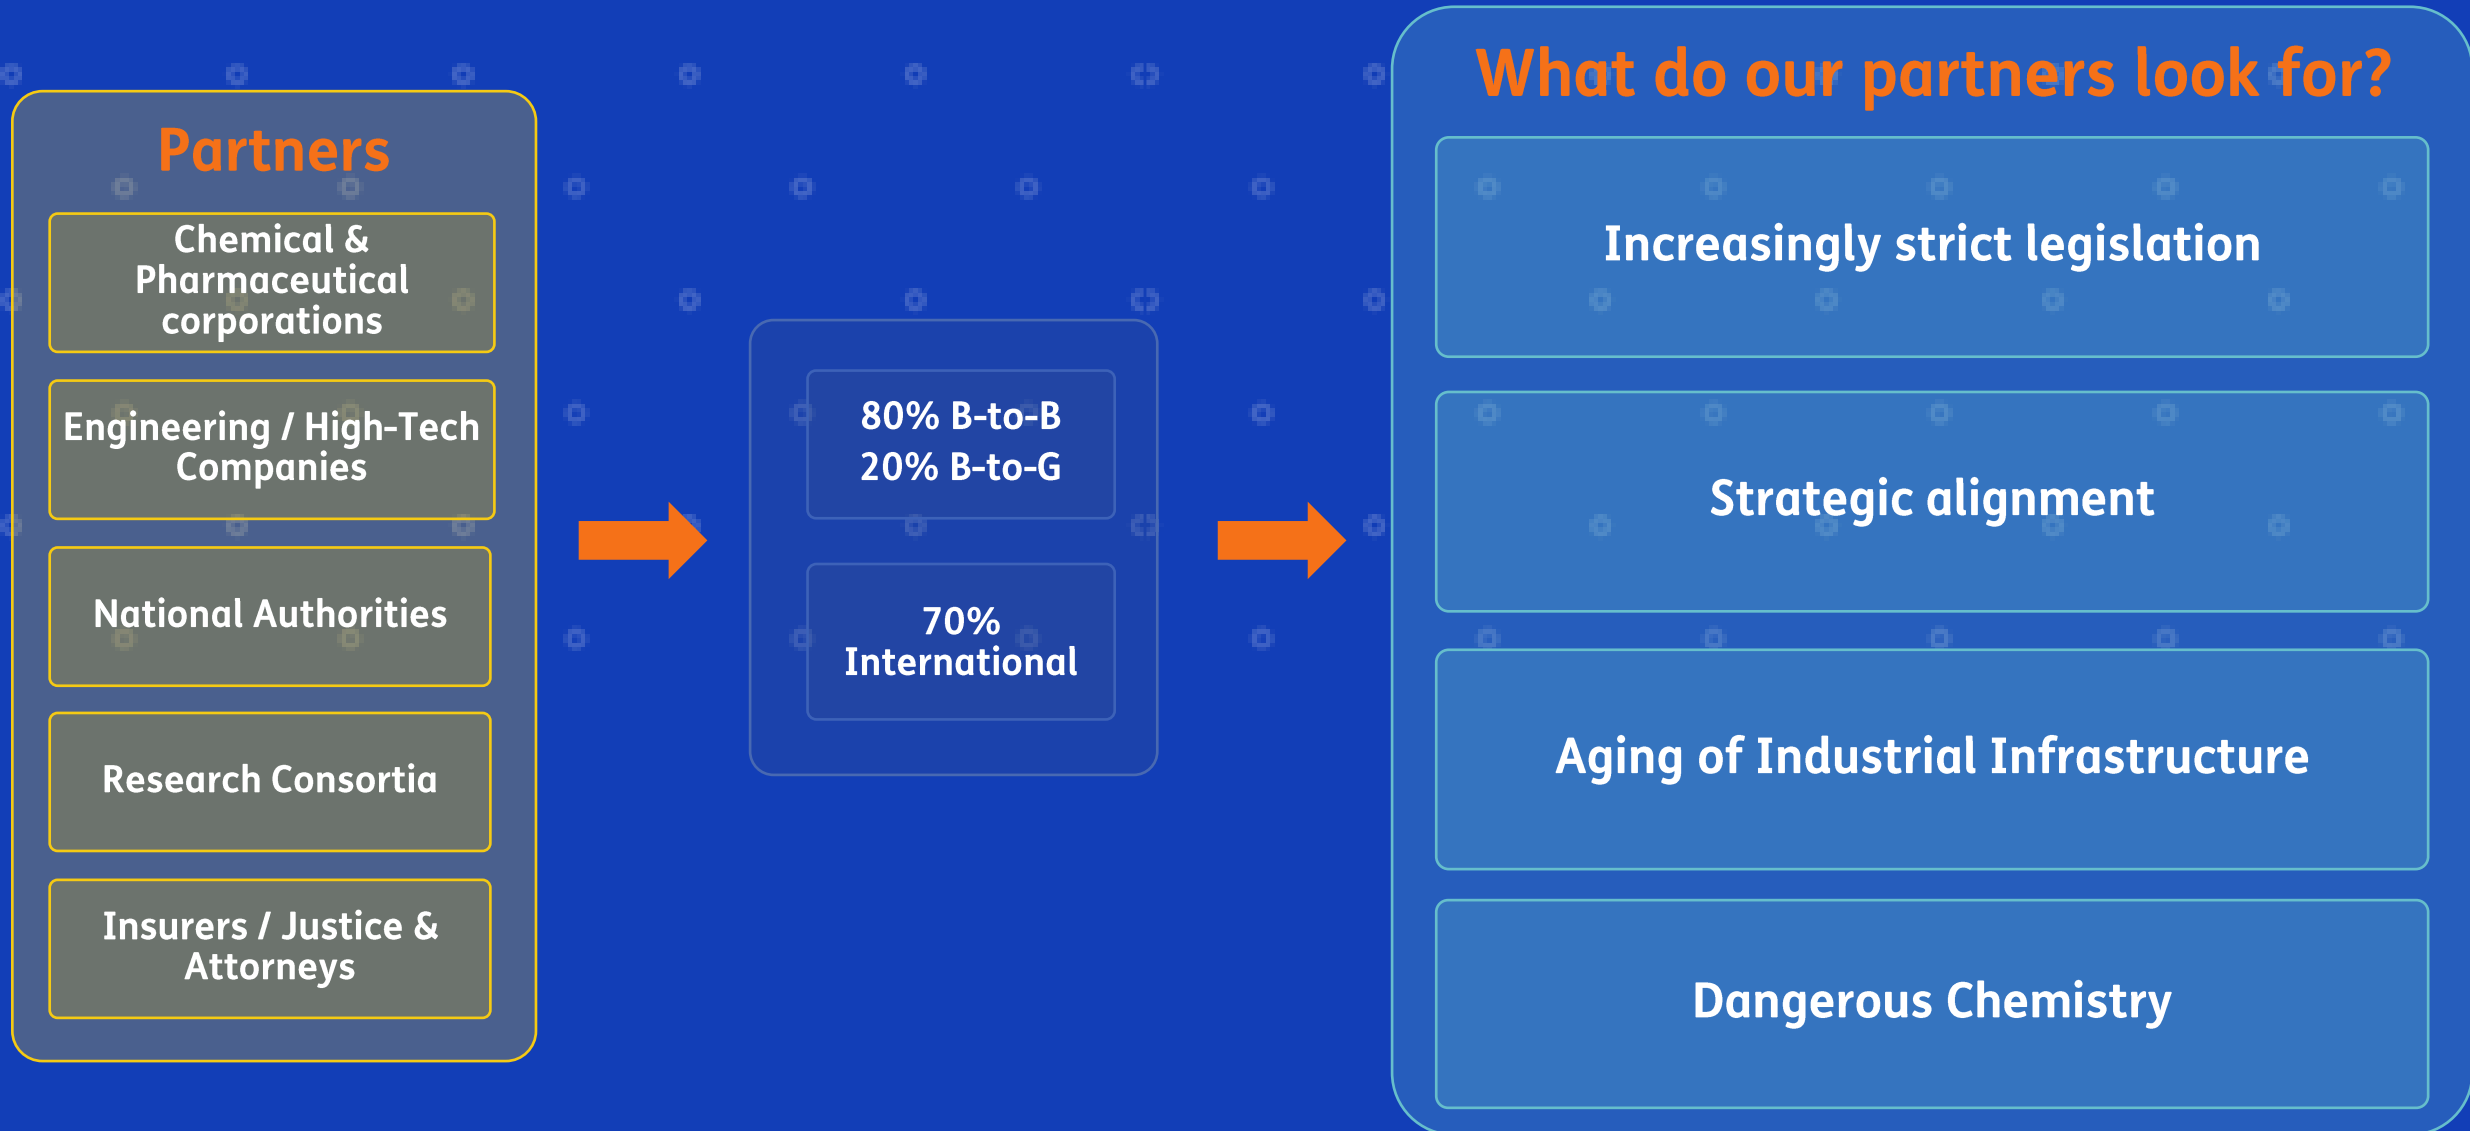 Partners
Chemical &
Pharmaceutical
corporations
Engineering / High-Tech
Companies
National Authorities
Research Consortia
Insurers / Justice &
Attorneys
80% B-to-B
20% B-to-G
70%
International
What do our partners look for?
Increasingly strict legislation
Strategic alignment
Aging of Industrial Infrastructure
Dangerous Chemistry